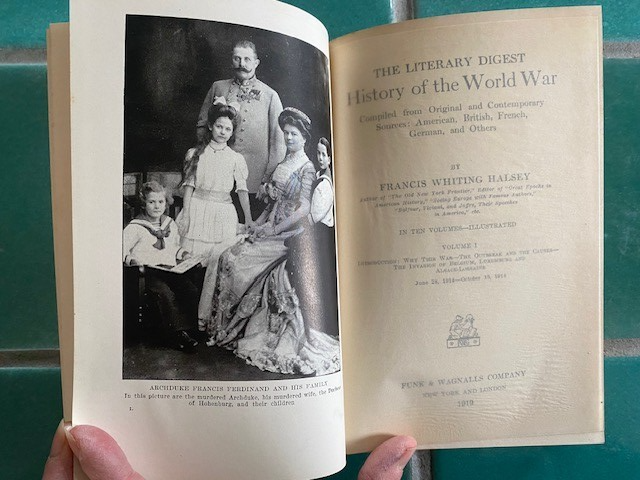 ARCHDUKE FRANCIS FERDINAND AND HIS FAMILY
In this picture are the murdered Archduke, his murdered wife, the Duchess
of Hohenburg, and their children
I.
THE LITERARY DIGEST
History of the World War
Compiled from Original and Contemporary
Sources: American, British, French,
German, and Others
BY
FRANCIS WHITING HALSEY
Author of "The Old New York Frontier," Editor of "Great Epochs in
American History," "Seeing Europe with Famous Authors,"
"Balfour, Viviani, and Joffre, Their Speeches
in America," etc.
IN TEN VOLUMES—ILLUSTRATED
VOLUME I
INTRODUCTION: WHY THIS WAR—THE OUTBREAK AND THE CAUSES—
THE INVASION OF BELGIUM, LUXEMBURG AND
ALSACE-LORRAINE
June 28, 1914—October 1914
FUNK & WAGNALLS COMPANY
NEW YORK AND LONDON
1919